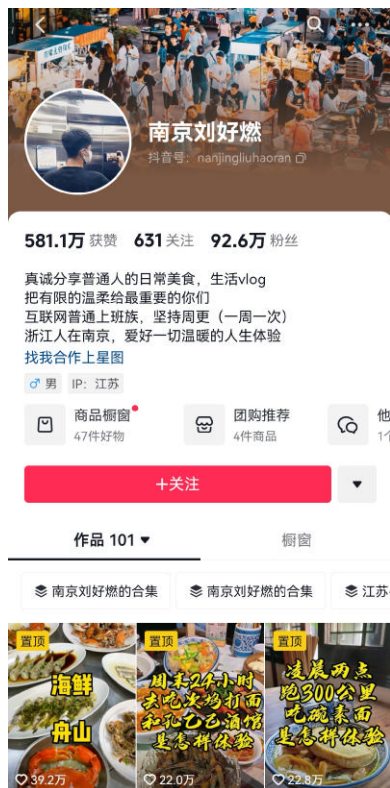 南京刘好燃
抖音号：nanjingliuhaoran
581.1万 获赞 631 关注 92.6万 粉丝
真诚分享普通人的日常美食，生活vlog
把有限的温柔给最重要的你们
互联网普通上班族，坚持周更（一周一次）
浙江人在南京，爱好一切温暖的人生体验
找我合作上星图
♂ 男 IP：江苏
商品橱窗 团购推荐 他
47件好物 4件商品 1个
+关注
作品 101 橱窗
南京刘好燃的合集 南京刘好燃的合集 江苏
置顶 置顶 置顶
海鲜
舟山
周末24小时
去吃次坞打面
和孔乙己酒馆
是怎样体验
凌晨两点
跑300公里
吃碗素面
是怎样体验
39.2万 22.0万 22.8万